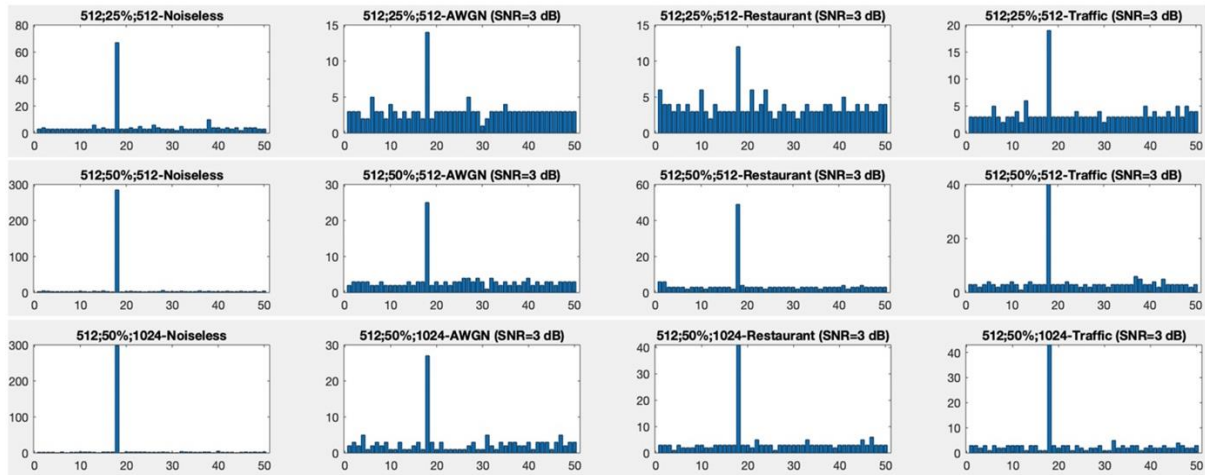 512;25%;512-Noiseless
80
60
40
20
0
0 10 20 30 40 50
512;25%;512-AWGN (SNR=3 dB)
15
10
5
0
0 10 20 30 40 50
512;25%;512-Restaurant (SNR=3 dB)
15
10
5
0
0 10 20 30 40 50
512;25%;512-Traffic (SNR=3 dB)
20
15
10
5
0
0 10 20 30 40 50
512;50%;512-Noiseless
300
200
100
0
0 10 20 30 40 50
512;50%;512-AWGN (SNR=3 dB)
30
20
10
0
0 10 20 30 40 50
512;50%;512-Restaurant (SNR=3 dB)
60
40
20
0
0 10 20 30 40 50
512;50%;512-Traffic (SNR=3 dB)
40
30
20
10
0
0 10 20 30 40 50
512;50%;1024-Noiseless
300
200
100
0
0 10 20 30 40 50
512;50%;1024-AWGN (SNR=3 dB)
30
20
10
0
0 10 20 30 40 50
512;50%;1024-Restaurant (SNR=3 dB)
40
30
20
10
0
0 10 20 30 40 50
512;50%;1024-Traffic (SNR=3 dB)
40
30
20
10
0
0 10 20 30 40 50